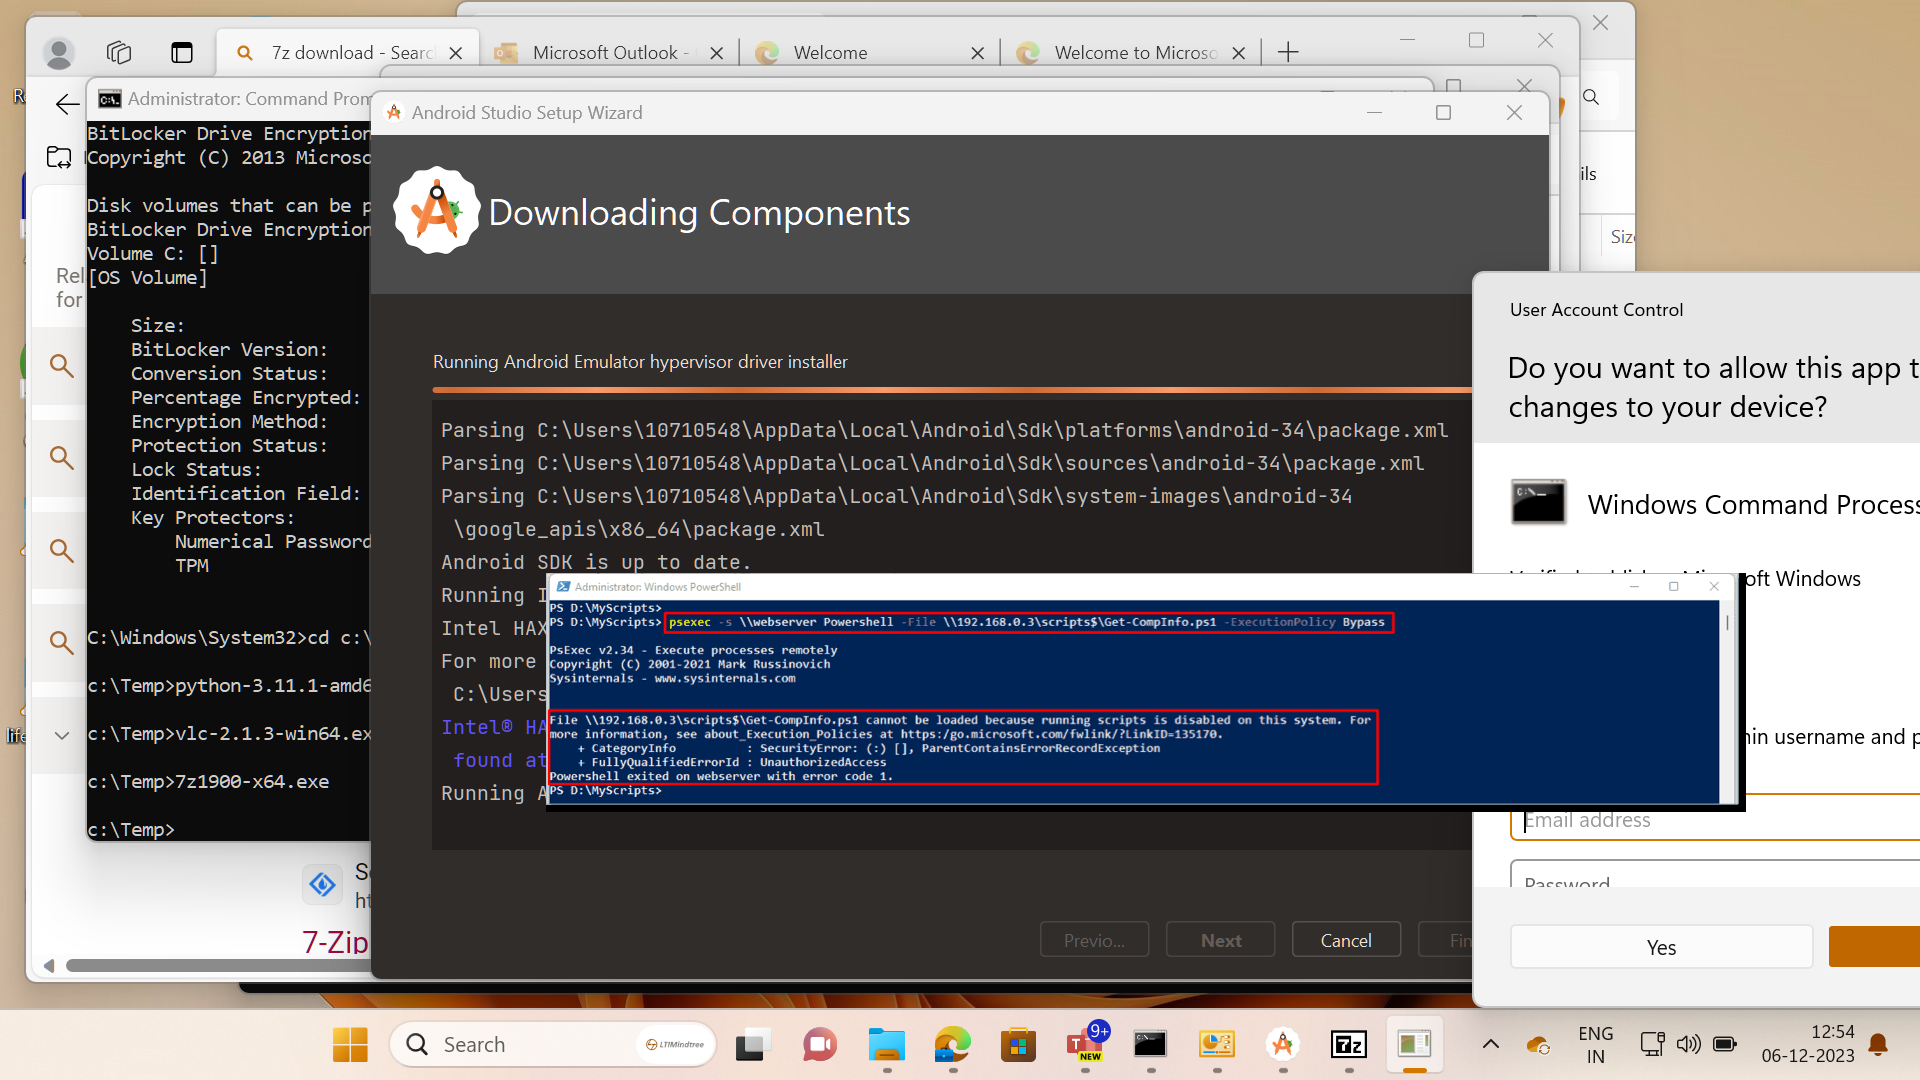 7z download - Searc
Microsoft Outlook -
Welcome
Welcome to Microso
Administrator: Command Prom
BitLocker Drive Encryption
Copyright (C) 2013 Microso
Disk volumes that can be p
BitLocker Drive Encryption
Volume C: []
[OS Volume]
Size:
BitLocker Version:
Conversion Status:
Percentage Encrypted:
Encryption Method:
Protection Status:
Lock Status:
Identification Field:
Key Protectors:
Numerical Password
TPM
C:\Windows\System32>cd c:\
c:\Temp>python-3.11.1-amd6
c:\Temp>vlc-2.1.3-win64.ex
c:\Temp>7z1900-x64.exe
c:\Temp>
Rel
for
7-Zip
Android Studio Setup Wizard
Downloading Components
Running Android Emulator hypervisor driver installer
Parsing C:\Users\10710548\AppData\Local\Android\Sdk\platforms\android-34\package.xml
Parsing C:\Users\10710548\AppData\Local\Android\Sdk\sources\android-34\package.xml
Parsing C:\Users\10710548\AppData\Local\Android\Sdk\system-images\android-34
\google_apis\x86_64\package.xml
Android SDK is up to date.
Running I
Intel HAX
For more
C:\Users
Intel® HA
found at
Running A
Previo...
Next
Cancel
Fin
Administrator: Windows PowerShell
PS D:\MyScripts>
PS D:\MyScripts> psexec -s \\webserver Powershell -File \\192.168.0.3\scripts$\Get-CompInfo.ps1 -ExecutionPolicy Bypass
PsExec v2.34 - Execute processes remotely
Copyright (C) 2001-2021 Mark Russinovich
Sysinternals - www.sysinternals.com
File \\192.168.0.3\scripts$\Get-CompInfo.ps1 cannot be loaded because running scripts is disabled on this system. For
more information, see about_Execution_Policies at https:/go.microsoft.com/fwlink/?LinkID=135170.
+ CategoryInfo : SecurityError: (:) [], ParentContainsErrorRecordException
+ FullyQualifiedErrorId : UnauthorizedAccess
Powershell exited on webserver with error code 1.
PS D:\MyScripts>
ils
Siz
User Account Control
Do you want to allow this app t
changes to your device?
Windows Command Process
oft Windows
in username and p
Email address
Password
Yes
Search
LTIMindtree
9+
NEW
7z
ENG
IN
12:54
06-12-2023